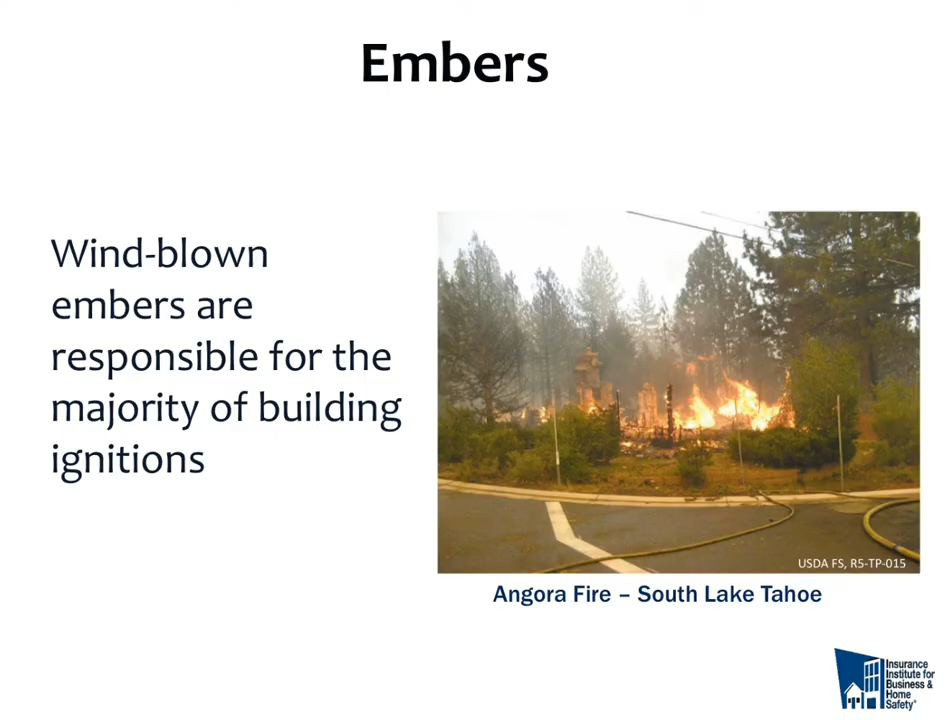 Embers
Wind-blown
embers are
responsible for the
majority of building
ignitions
USDA FS, R5-TP-015
Angora Fire – South Lake Tahoe
Insurance
Institute for
Business &
Home
Safety®